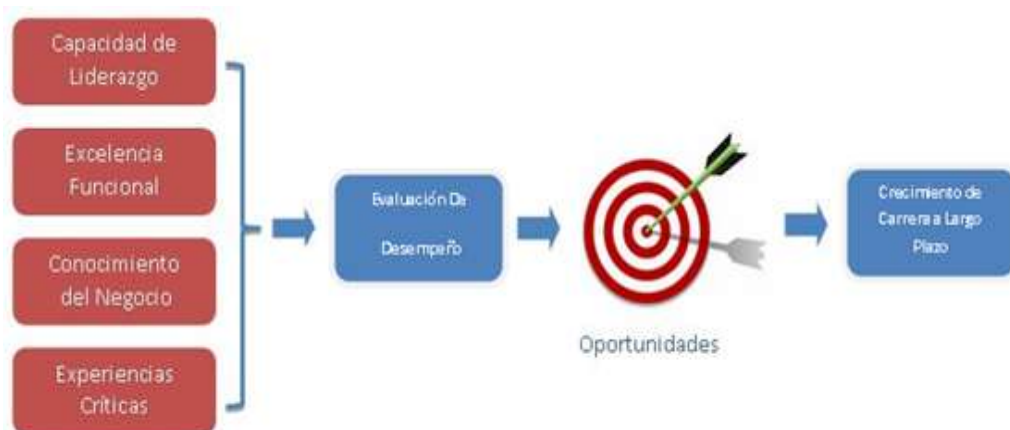 Capacidad de
Liderazgo
Excelencia
Funcional
Conocimiento
del Negocio
Experiencias
Críticas
Evaluación De
Desempeño
Oportunidades
Crecimiento de
Carrera a Largo
Plazo